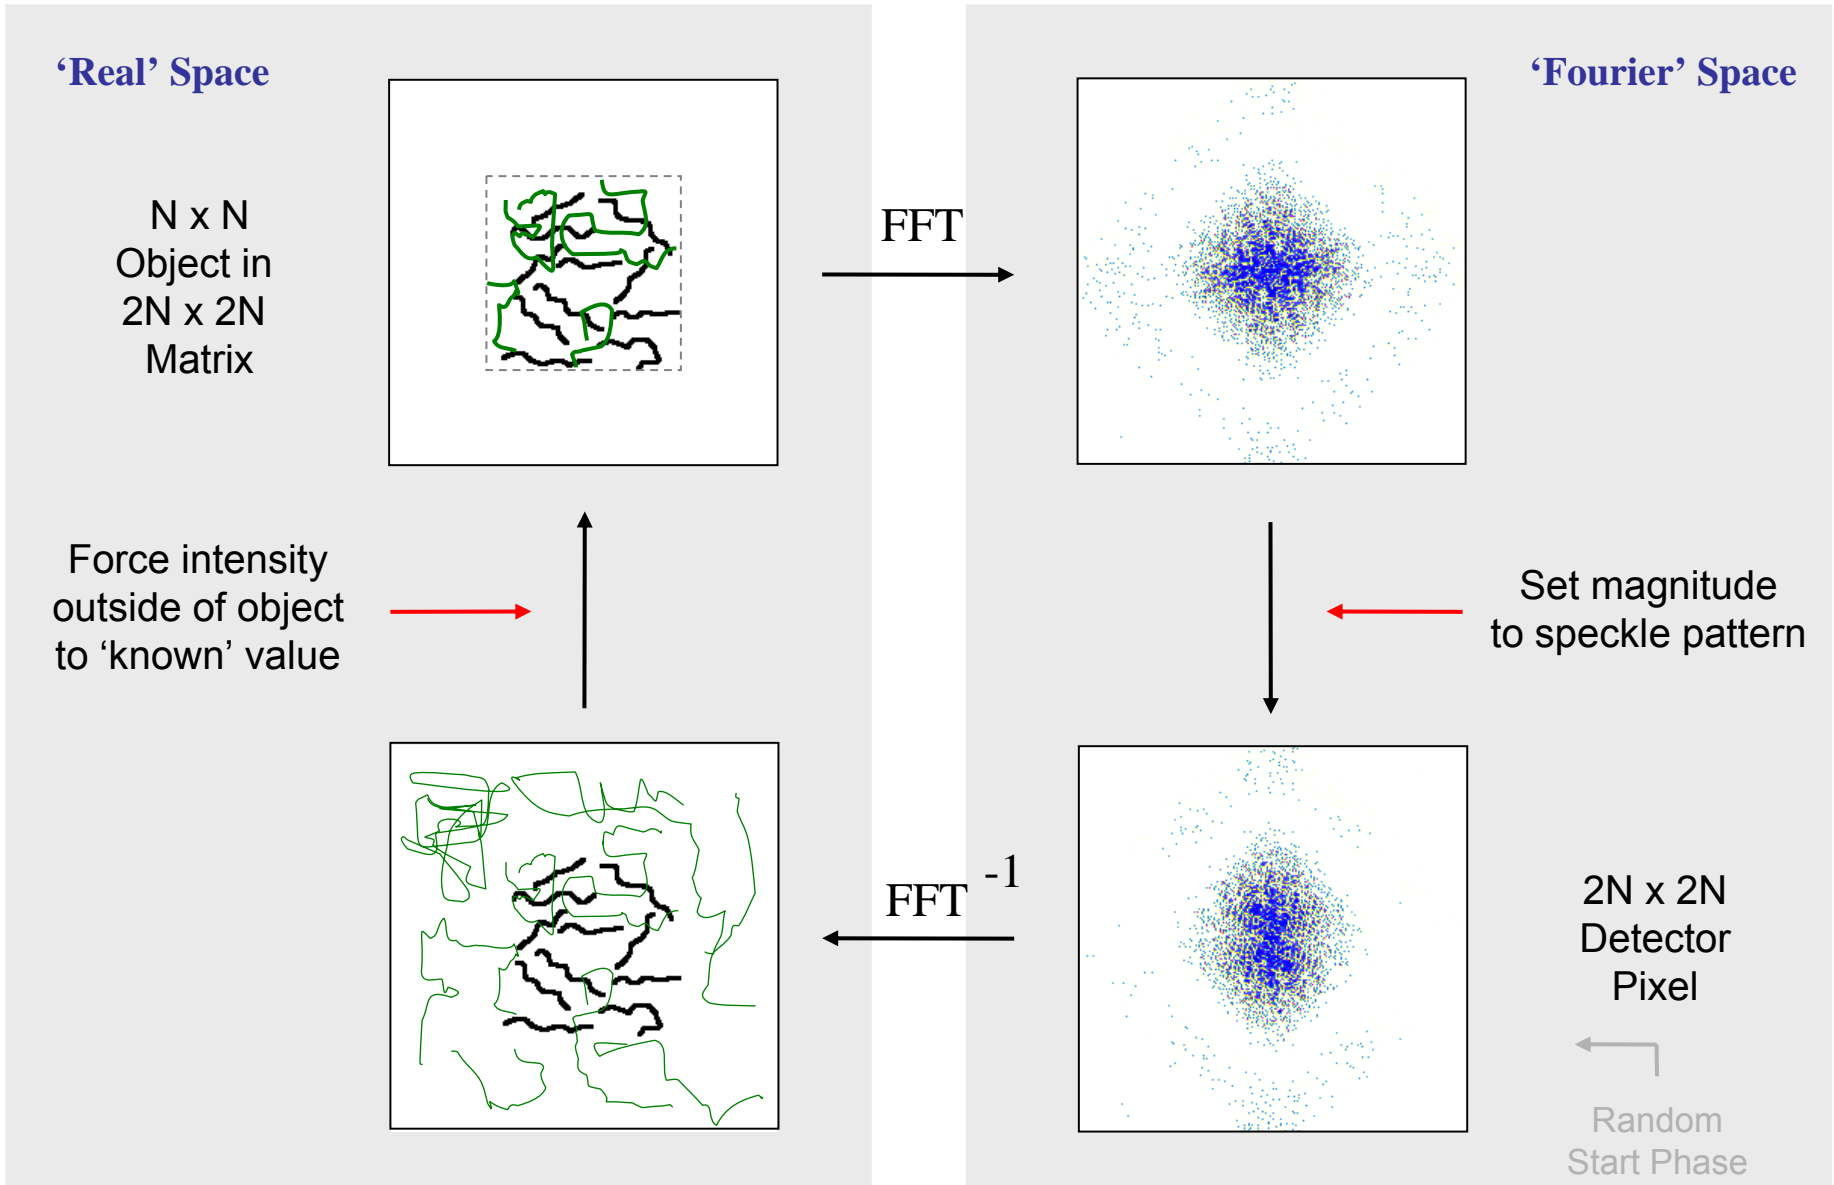 ‘Real’ Space
‘Fourier’ Space
N x N
Object in
2N x 2N
Matrix
FFT
Force intensity
outside of object
to ‘known’ value
Set magnitude
to speckle pattern
FFT -1
2N x 2N
Detector
Pixel
Random
Start Phase